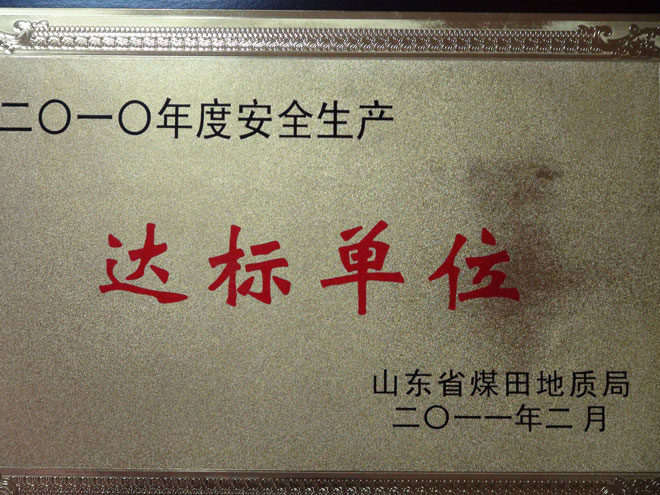 二〇一〇年度安全生产
达标单位
山东省煤田地质局
二〇一一年二月